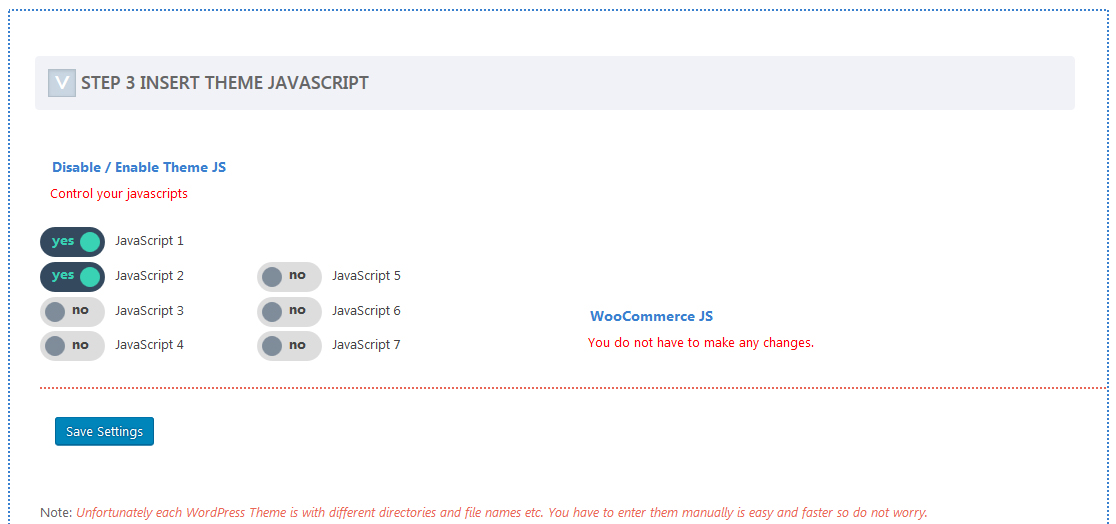 V STEP 3 INSERT THEME JAVASCRIPT
Disable / Enable Theme JS
Control your javascripts
yes JavaScript 1
yes JavaScript 2 no JavaScript 5
no JavaScript 3 no JavaScript 6
WooCommerce JS
no JavaScript 4 no JavaScript 7
You do not have to make any changes.
Save Settings
Note: Unfortunately each WordPress Theme is with different directories and file names etc. You have to enter them manually is easy and faster so do not worry.